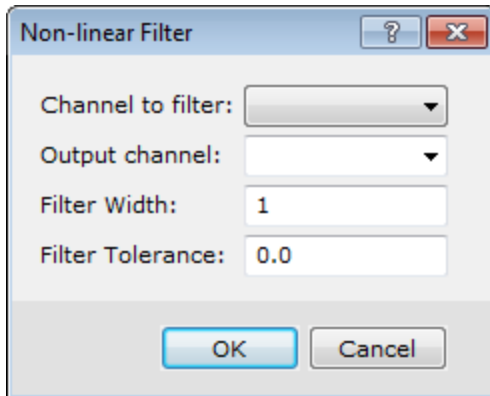 Non-linear Filter ?
Channel to filter:
Output channel:
Filter Width: 1
Filter Tolerance: 0.0
OK Cancel